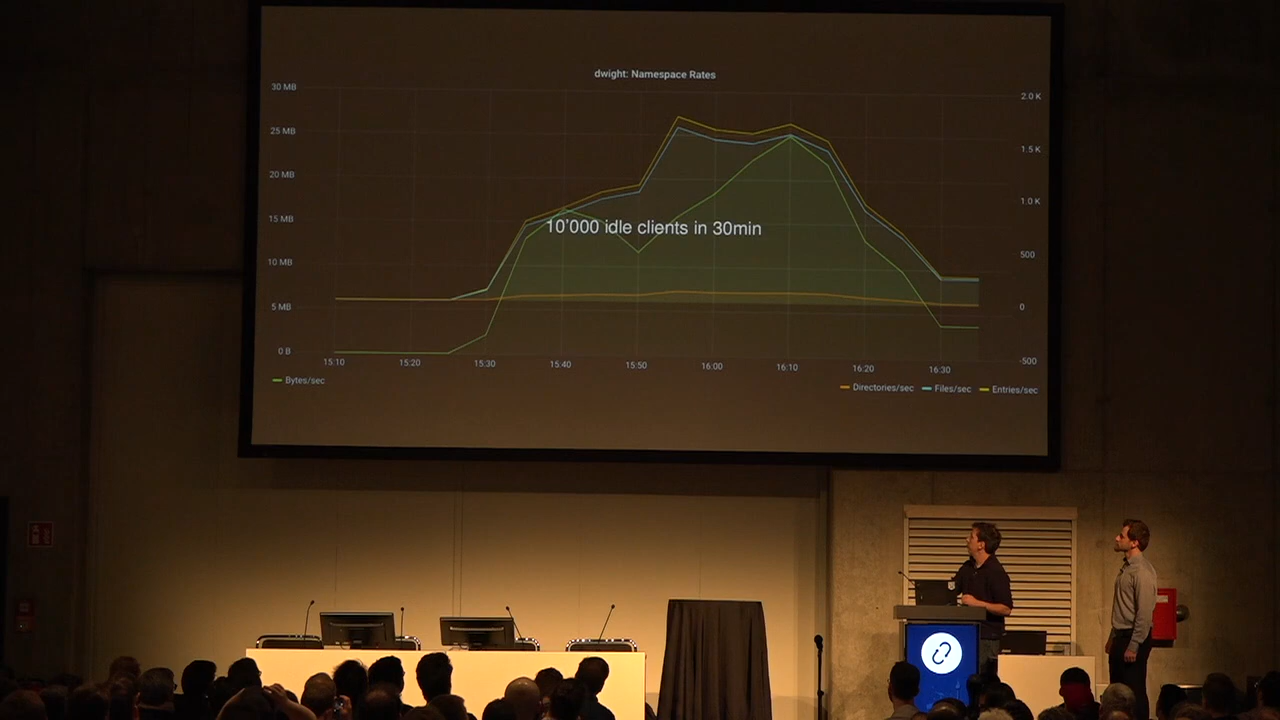 dwight: Namespace Rates
30 MB
2.0 K
25 MB
1.5 K
20 MB
1.0 K
15 MB
10'000 idle clients in 30min
500
10 MB
5 MB
0
0 B
-500
15:10 15:20 15:30 15:40 15:50 16:00 16:10 16:20 16:30
Bytes/sec
Directories/sec Files/sec Entries/sec